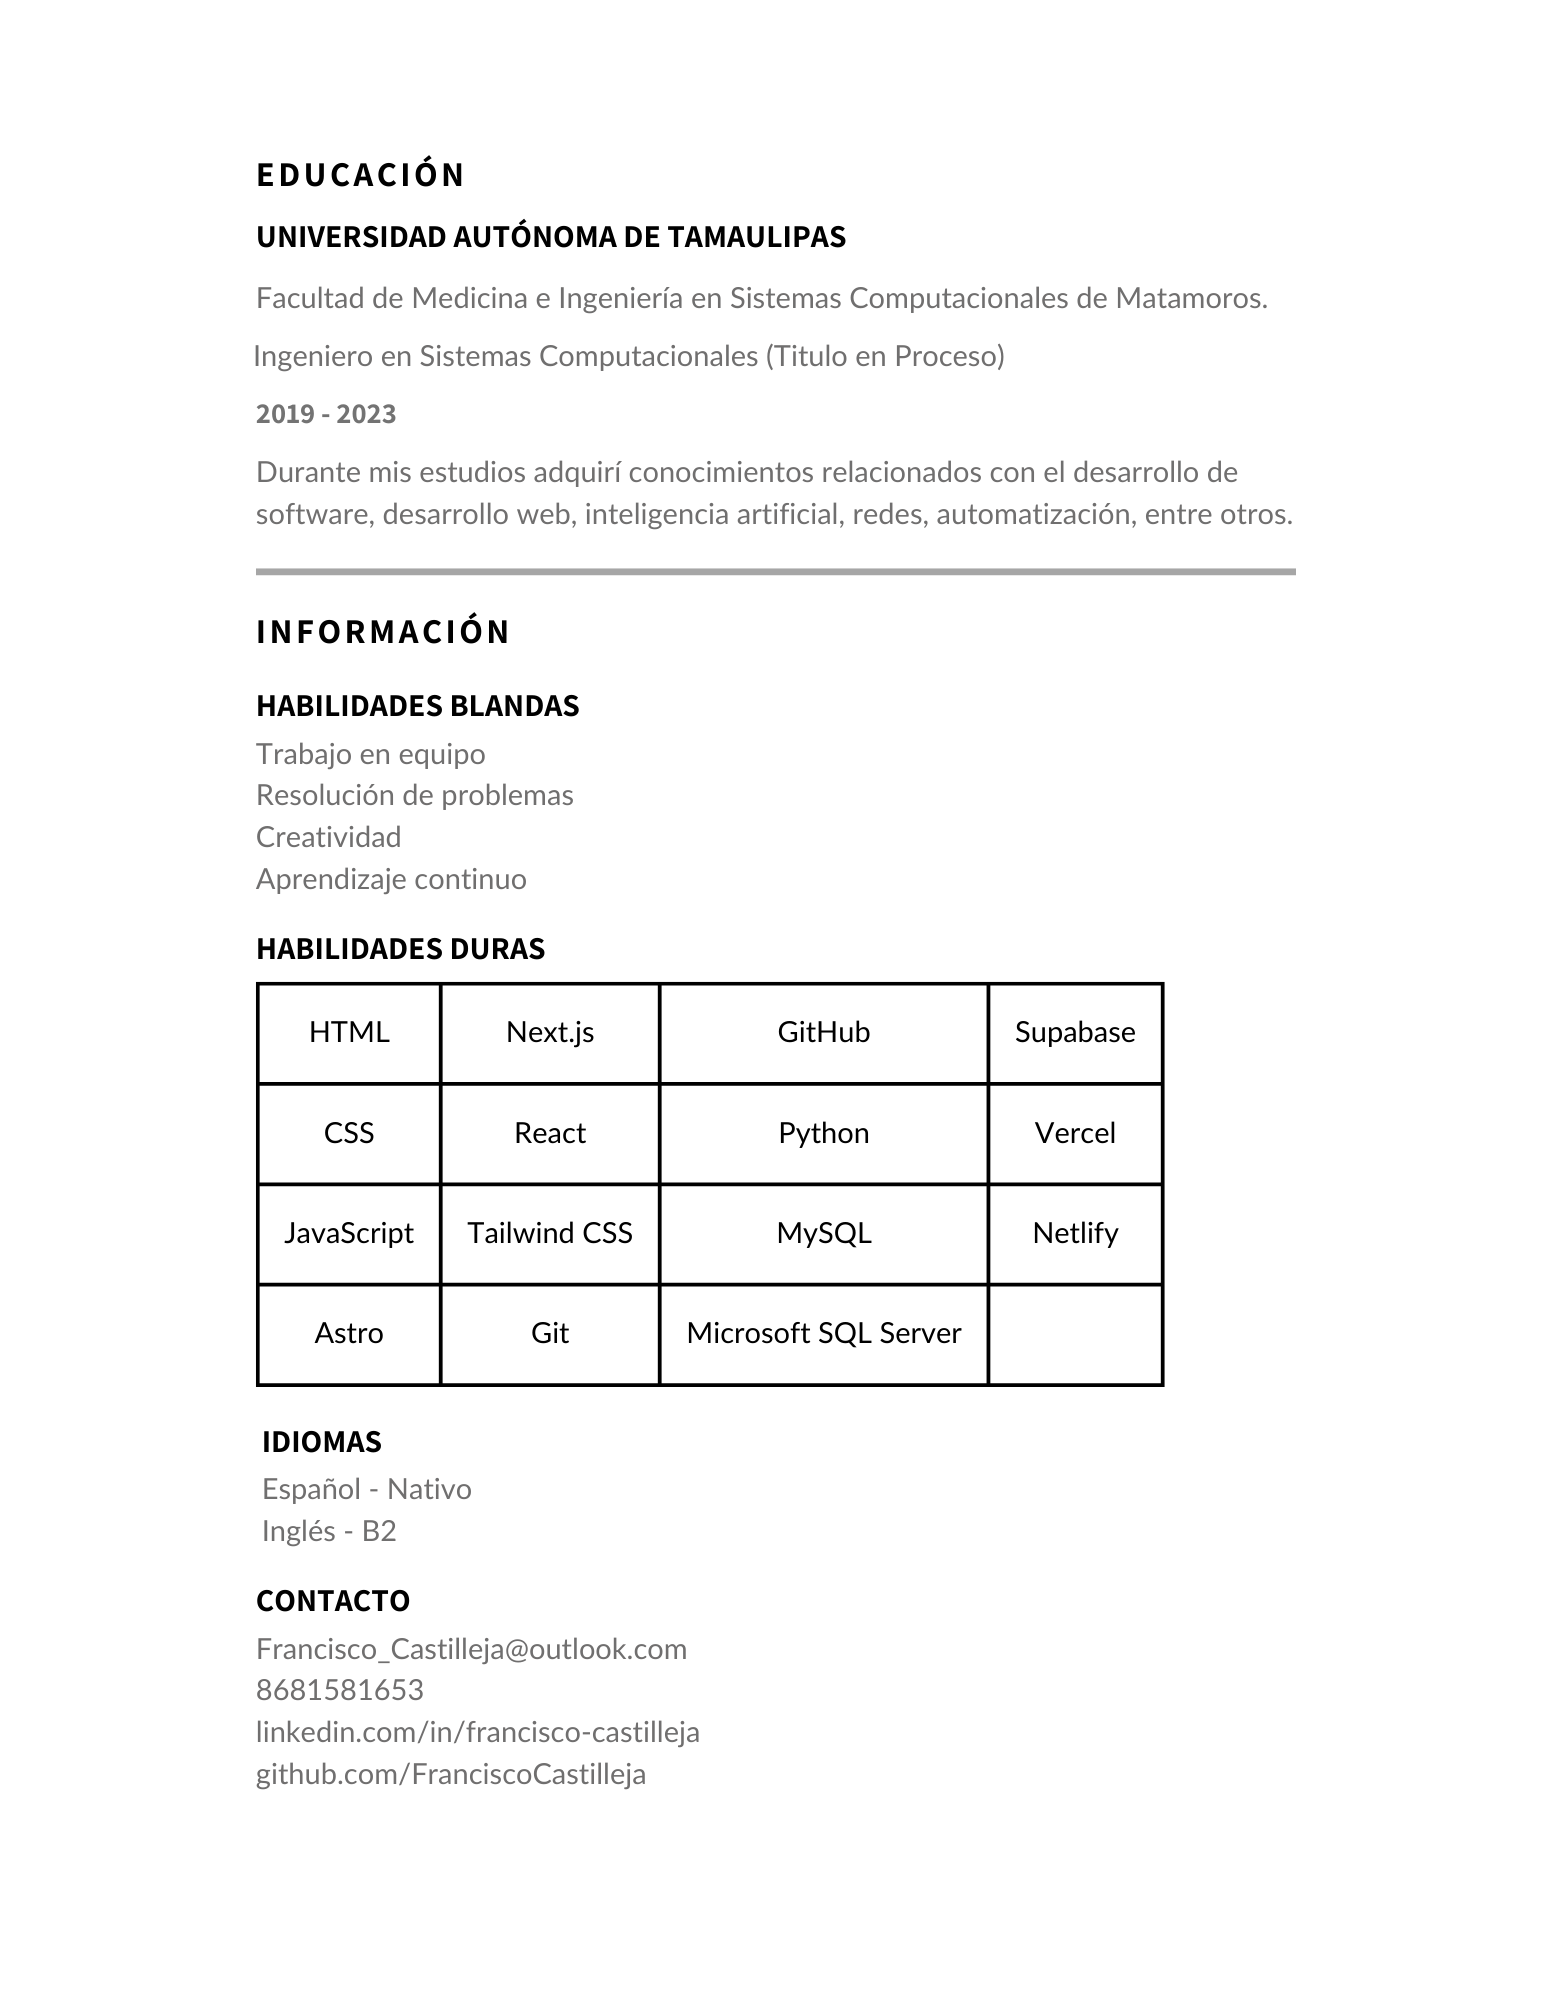 EDUCACIÓN
UNIVERSIDAD AUTÓNOMA DE TAMAULIPAS
Facultad de Medicina e Ingeniería en Sistemas Computacionales de Matamoros.
Ingeniero en Sistemas Computacionales (Titulo en Proceso)
2019 - 2023
Durante mis estudios adquirí conocimientos relacionados con el desarrollo de
software, desarrollo web, inteligencia artificial, redes, automatización, entre otros.
INFORMACIÓN
HABILIDADES BLANDAS
Trabajo en equipo
Resolución de problemas
Creatividad
Aprendizaje continuo
HABILIDADES DURAS
HTML Next.js GitHub Supabase
CSS React Python Vercel
JavaScript Tailwind CSS MySQL Netlify
Astro Git Microsoft SQL Server
IDIOMAS
Español - Nativo
Inglés - B2
CONTACTO
Francisco_Castilleja@outlook.com
8681581653
linkedin.com/in/francisco-castilleja
github.com/FranciscoCastilleja